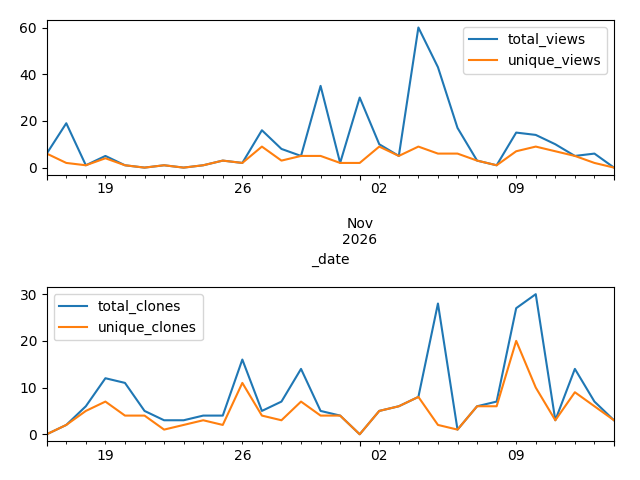 60
40
20
0
total_views
unique_views
19
26
02
09
Nov
2026
_date
30
20
10
0
total_clones
unique_clones
19
26
02
09